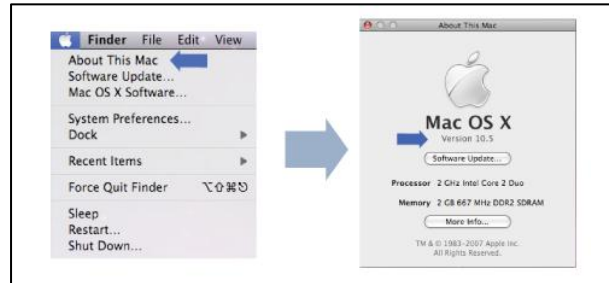 Finder File Edit View
About This Mac
Software Update...
Mac OS X Software...
System Preferences...
Dock
Recent Items
Force Quit Finder ⌥⇧⌘⎋
Sleep
Restart...
Shut Down...
About This Mac
Mac OS X
Version 10.5
Software Update...
Processor 2 GHz Intel Core 2 Duo
Memory 2 GB 667 MHz DDR2 SDRAM
More Info...
TM & © 1983-2007 Apple Inc.
All Rights Reserved.